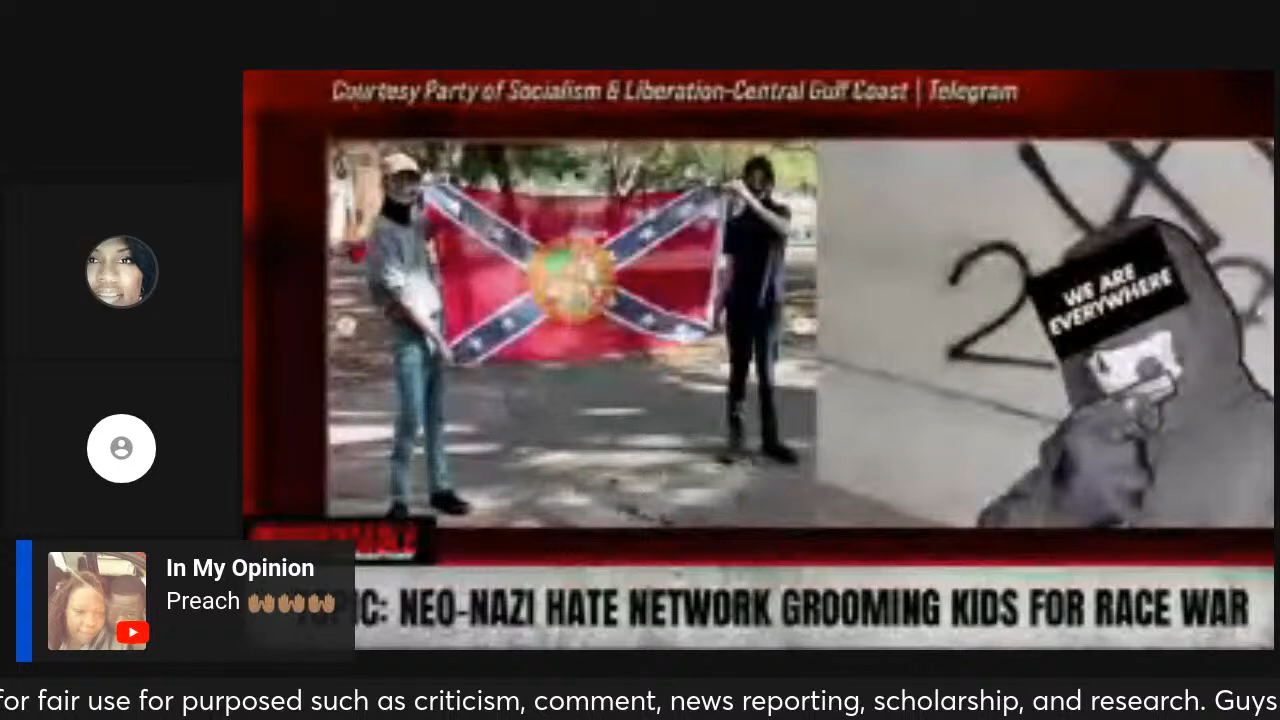 Courtesy Party of Socialism & Liberation-Central Gulf Coast | Telegram
2
WE ARE
EVERYWHERE
In My Opinion
Preach 🙌🏽🙌🏽🙌🏽
IC: NEO-NAZI HATE NETWORK GROOMING KIDS FOR RACE WAR
for fair use for purposed such as criticism, comment, news reporting, scholarship, and research. Guys